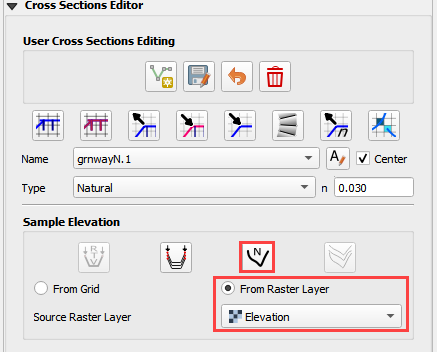 Cross Sections Editor
User Cross Sections Editing
Name grnwayN.1 A Center
Type Natural n 0.030
Sample Elevation
R T V N
From Grid From Raster Layer
Source Raster Layer Elevation